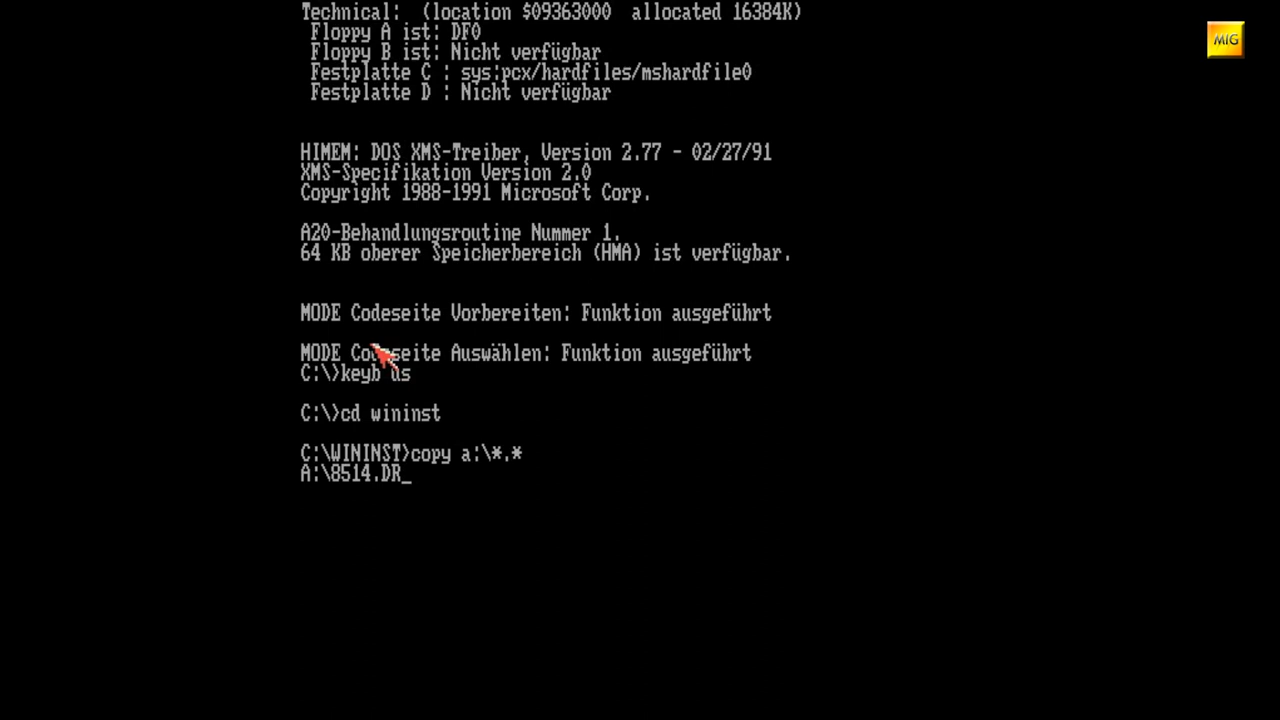 Technical:  (location $09363000  allocated 16384K)
Floppy A ist: DF0
Floppy B ist: Nicht verfügbar
Festplatte C : sys:pcx/hardfiles/mshardfile0
Festplatte D : Nicht verfügbar
HIMEM: DOS XMS-Treiber, Version 2.77 - 02/27/91
XMS-Specifikation Version 2.0
Copyright 1988-1991 Microsoft Corp.
A20-Behandlungsroutine Nummer 1.
64 KB oberer Speicherbereich (HMA) ist verfügbar.
MODE Codeseite Vorbereiten: Funktion ausgeführt
MODE Codeseite Auswählen: Funktion ausgeführt
C:\>keyb us
C:\>cd wininst
C:\WININST>copy a:\*.*
A:\8514.DR_
MIG